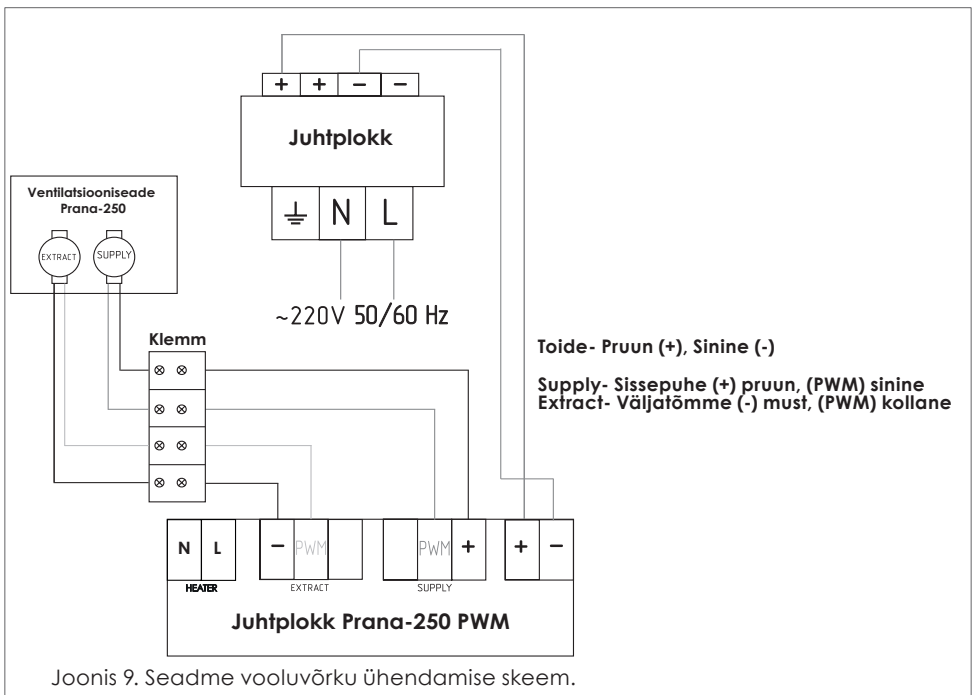 + + − −
Juhtplokk
⏚ N L
~220V 50/60 Hz
Ventilatsiooniseade
Prana-250
EXTRACT SUPPLY
Klemm
Toide- Pruun (+), Sinine (-)
Supply- Sissepuhe (+) pruun, (PWM) sinine
Extract- Väljatõmme (-) must, (PWM) kollane
N L − PWM PWM + + −
HEATER EXTRACT SUPPLY
Juhtplokk Prana-250 PWM
Joonis 9. Seadme vooluvõrku ühendamise skeem.